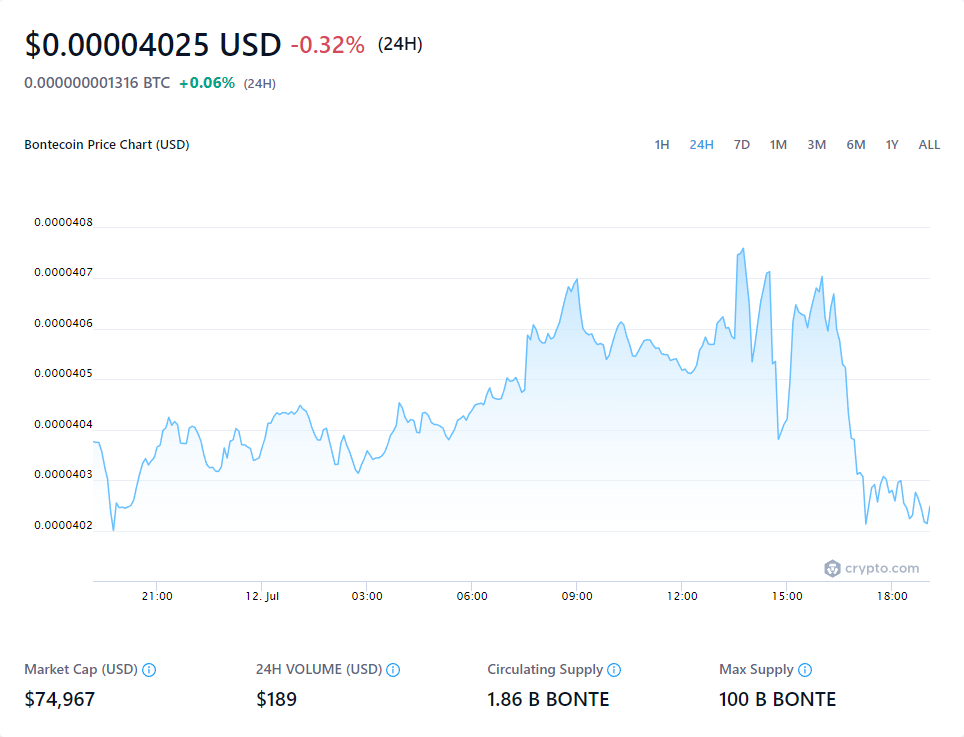 $0.00004025 USD -0.32% (24H)
0.000000001316 BTC +0.06% (24H)
Bontecoin Price Chart (USD) 1H 24H 7D 1M 3M 6M 1Y ALL
0.0000408
0.0000407
0.0000406
0.0000405
0.0000404
0.0000403
0.0000402
crypto.com
21:00 12. Jul 03:00 06:00 09:00 12:00 15:00 18:00
Market Cap (USD) 24H VOLUME (USD) Circulating Supply Max Supply
$74,967 $189 1.86 B BONTE 100 B BONTE